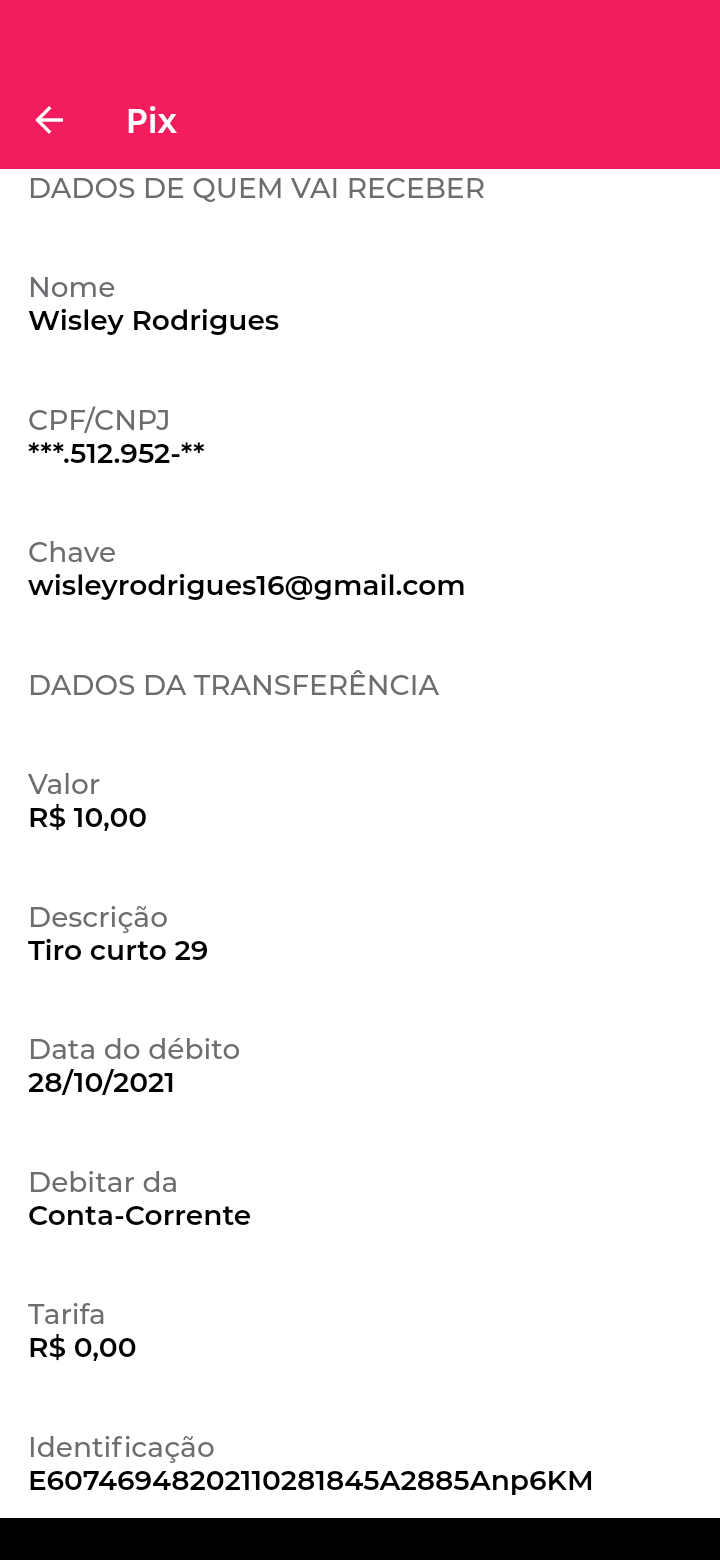 Pix
DADOS DE QUEM VAI RECEBER
Nome
Wisley Rodrigues
CPF/CNPJ
***.512.952-**
Chave
wisleyrodrigues16@gmail.com
DADOS DA TRANSFERÊNCIA
Valor
R$ 10,00
Descrição
Tiro curto 29
Data do débito
28/10/2021
Debitar da
Conta-Corrente
Tarifa
R$ 0,00
Identificação
E60746948202110281845A2885Anp6KM